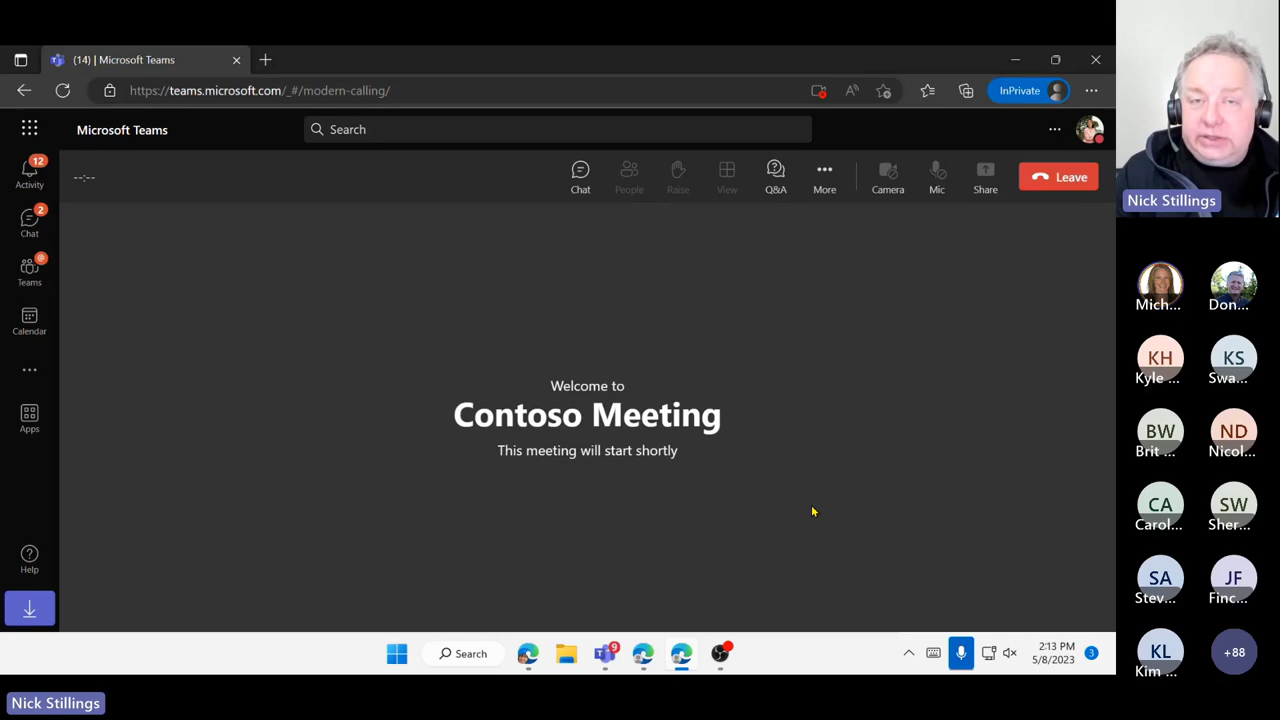 (14) | Microsoft Teams
https://teams.microsoft.com/_#/modern-calling/
InPrivate
Microsoft Teams
Search
12
Activity
2
Chat
@
Teams
Calendar
Apps
Help
--:--
Chat
People
Raise
View
Q&A
More
Camera
Mic
Share
Leave
Welcome to
Contoso Meeting
This meeting will start shortly
Search
9
2:13 PM
5/8/2023
3
Nick Stillings
Nick Stillings
Mich...
Don...
KH
Kyle ...
KS
Swa...
BW
Brit ...
ND
Nicol...
CA
Carol...
SW
Sher...
SA
Stev...
JF
Finc...
KL
Kim ...
+88